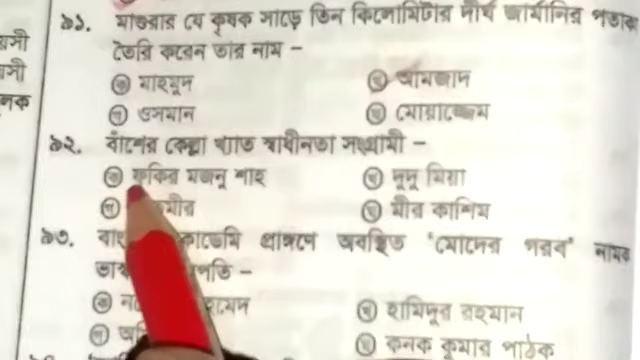 য়সী
য়সী
নক
৯১. মাগুরার যে কৃষক সাড়ে তিন কিলোমিটার দীর্ঘ জার্মানির পতাকা
তৈরি করেন তার নাম –
ক মাহমুদ
খ আমজাদ
গ ওসমান
ঘ মোয়াজ্জেম
৯২. বাঁশের কেল্লা খ্যাত স্বাধীনতা সংগ্রামী –
ক ফকির মজনু শাহ
খ দুদু মিয়া
গ
ঘ মীর কাশিম
৯৩. প্রাঙ্গণে অবস্থিত 'মোদের গরব' নামক
–
ক
খ হামিদুর রহমান
গ
ঘ কনক কুমার পাঠক